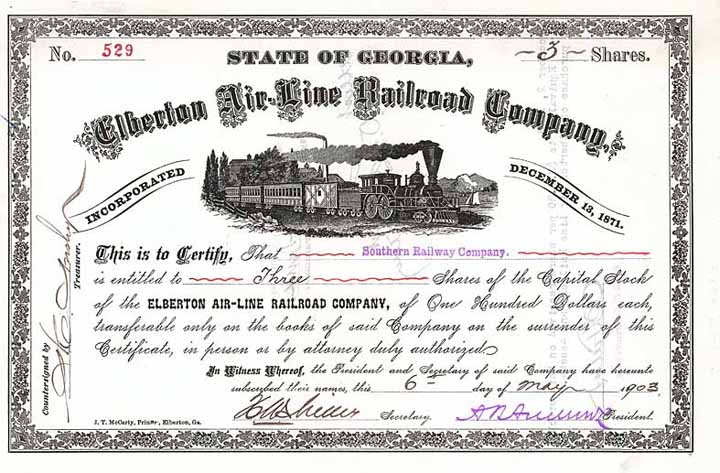 No. 529 STATE OF GEORGIA, 3 Shares.
Elberton Air-Line Railroad Company,
INCORPORATED DECEMBER 13, 1871.
This is to Certify, That Southern Railway Company.
is entitled to Three Shares of the Capital Stock
of the ELBERTON AIR-LINE RAILROAD COMPANY, of One Hundred Dollars each,
transferable only on the books of said Company on the surrender of this
Certificate, in person or by attorney duly authorized.
In Witness Whereof, the President and Secretary of said Company have hereunto
subscribed their names, this 6th day of May 1903
Secretary. President.
J. T. McCarty, Printer, Elberton, Ga.
Countersigned by Treasurer.